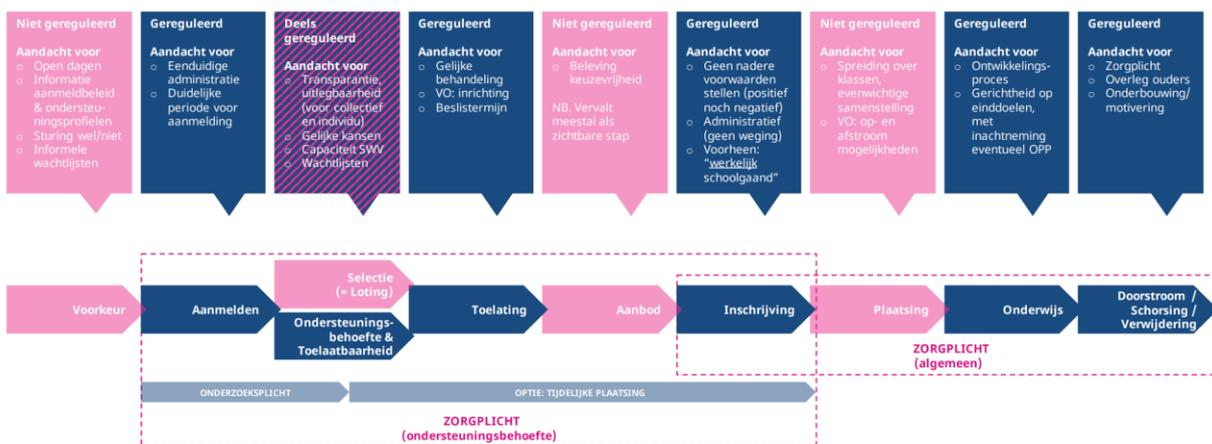 Niet gereguleerd
Aandacht voor
○ Open dagen
○ Informatie
aanmeldbeleid
& ondersteu-
ningsprofielen
○ Sturing wel/niet
○ Informele
wachtlijsten
Gereguleerd
Aandacht voor
○ Eenduidige
administratie
○ Duidelijke
periode voor
aanmelding
Deels
gereguleerd
Aandacht voor
○ Transparantie,
uitlegbaarheid
(voor collectief
en individu)
○ Gelijke kansen
○ Capaciteit SWV
○ Wachtlijsten
Gereguleerd
Aandacht voor
○ Gelijke
behandeling
○ VO: inrichting
○ Beslistermijn
Niet gereguleerd
Aandacht voor
○ Beleving
keuzevrijheid
NB. Vervalt
meestal als
zichtbare stap
Gereguleerd
Aandacht voor
○ Geen nadere
voorwaarden
stellen (positief
noch negatief)
○ Administratief
(geen weging)
○ Voorheen:
“werkelijk
schoolgaand”
Niet gereguleerd
Aandacht voor
○ Spreiding over
klassen,
evenwichtige
samenstelling
○ VO: op- en
afstroom
mogelijkheden
Gereguleerd
Aandacht voor
○ Ontwikkelings-
proces
○ Gerichtheid op
einddoelen,
met
inachtneming
eventueel OPP
Gereguleerd
Aandacht voor
○ Zorgplicht
○ Overleg ouders
○ Onderbouwing/
motivering
Voorkeur
Aanmelden
Selectie
(= Loting)
Ondersteunings-
behoefte &
Toelaatbaarheid
Toelating
Aanbod
Inschrijving
Plaatsing
Onderwijs
Doorstroom /
Schorsing /
Verwijdering
ZORGPLICHT
(algemeen)
ONDERZOEKSPLICHT
OPTIE: TIJDELIJKE PLAATSING
ZORGPLICHT
(ondersteuningsbehoefte)